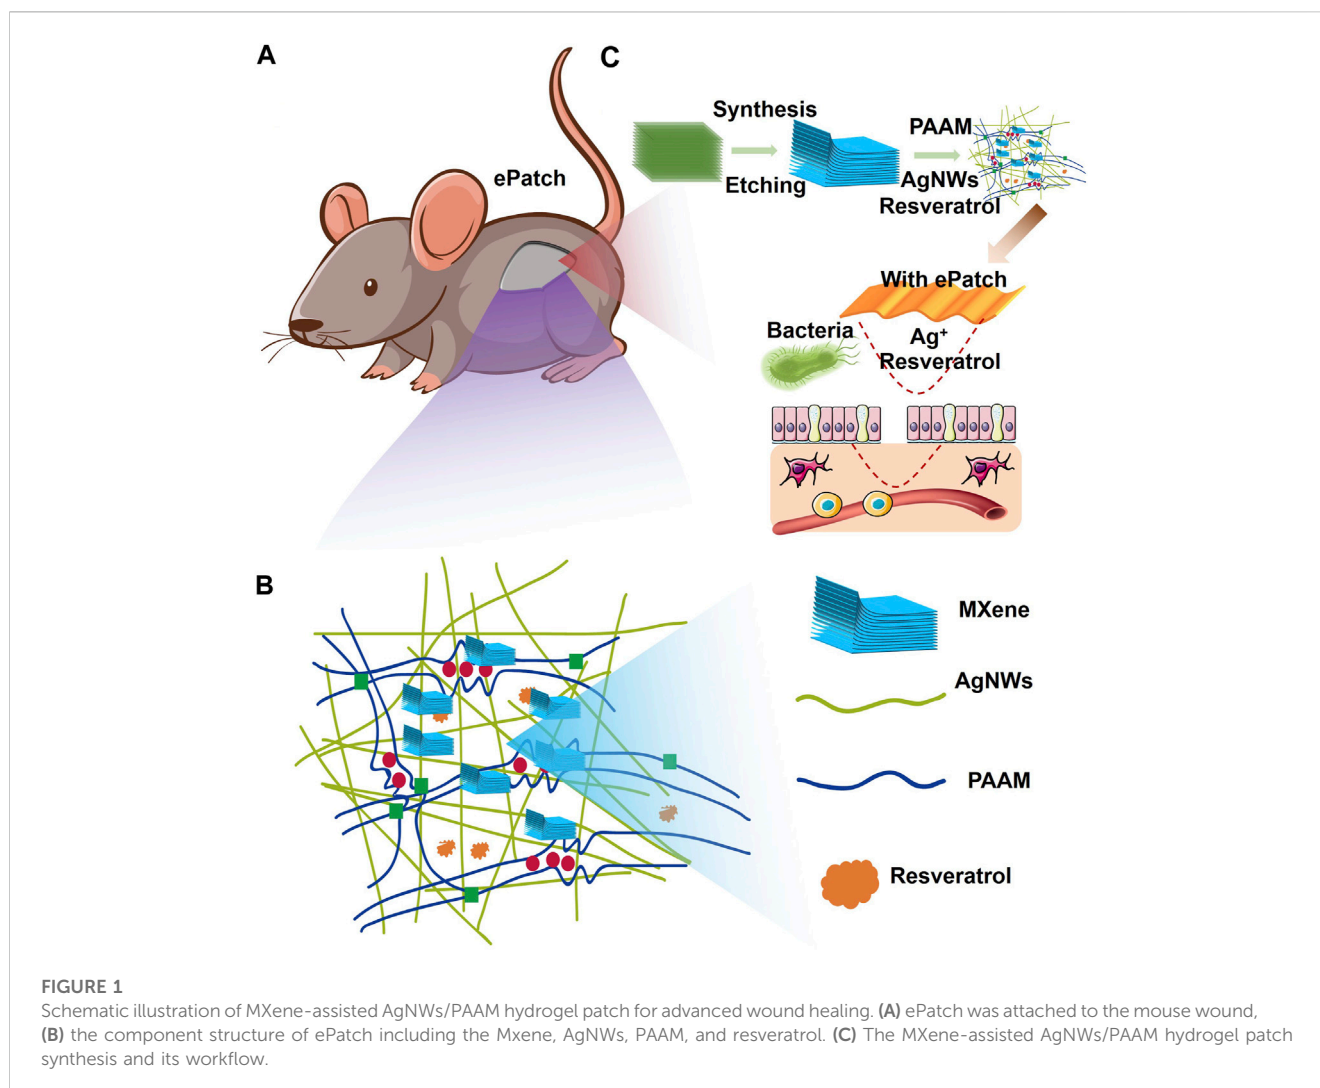 A
ePatch
C
Synthesis
Etching
PAAM
AgNWs
Resveratrol
With ePatch
Bacteria
Ag⁺
Resveratrol
B
MXene
AgNWs
PAAM
Resveratrol
FIGURE 1
Schematic illustration of MXene-assisted AgNWs/PAAM hydrogel patch for advanced wound healing. (A) ePatch was attached to the mouse wound,
(B) the component structure of ePatch including the Mxene, AgNWs, PAAM, and resveratrol. (C) The MXene-assisted AgNWs/PAAM hydrogel patch
synthesis and its workflow.